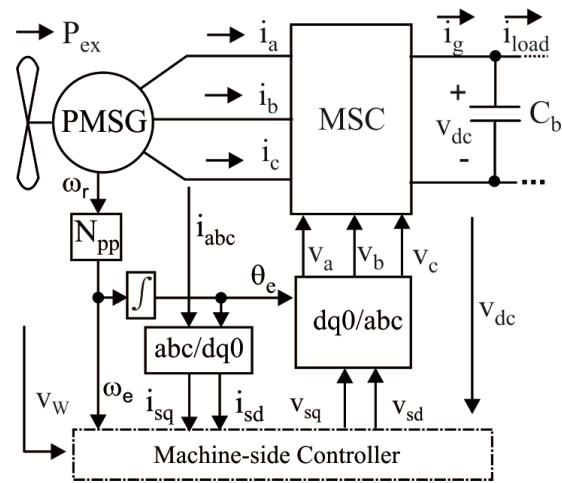 P_ex
i_a
i_g
i_load
PMSG
i_b
MSC
+
v_dc
C_b
-
i_c
ω_r
N_pp
i_abc
v_a
v_b
v_c
∫
θ_e
dq0/abc
v_dc
abc/dq0
v_W
ω_e
i_sq
i_sd
v_sq
v_sd
Machine-side Controller